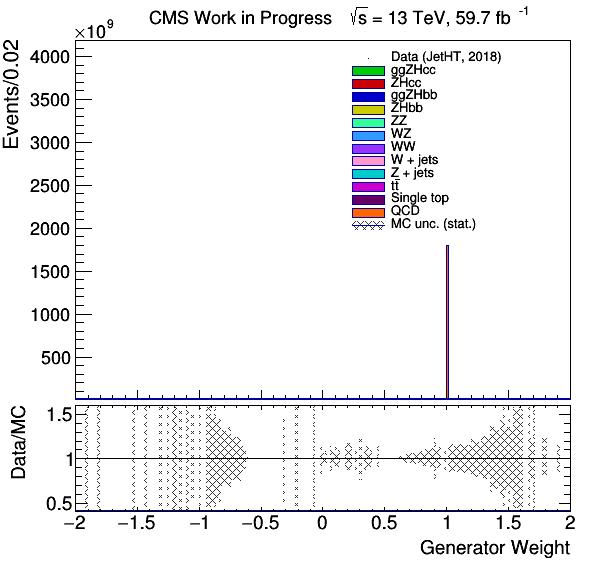 CMS Work in Progress √s = 13 TeV, 59.7 fb⁻¹
×10⁹
Events/0.02
4000
3500
3000
2500
2000
1500
1000
500
Data (JetHT, 2018)
ggZHcc
ZHcc
ggZHbb
ZHbb
ZZ
WZ
WW
W + jets
Z + jets
tt̄
Single top
QCD
MC unc. (stat.)
Data/MC
1.5
1
0.5
−2 −1.5 −1 −0.5 0 0.5 1 1.5 2
Generator Weight